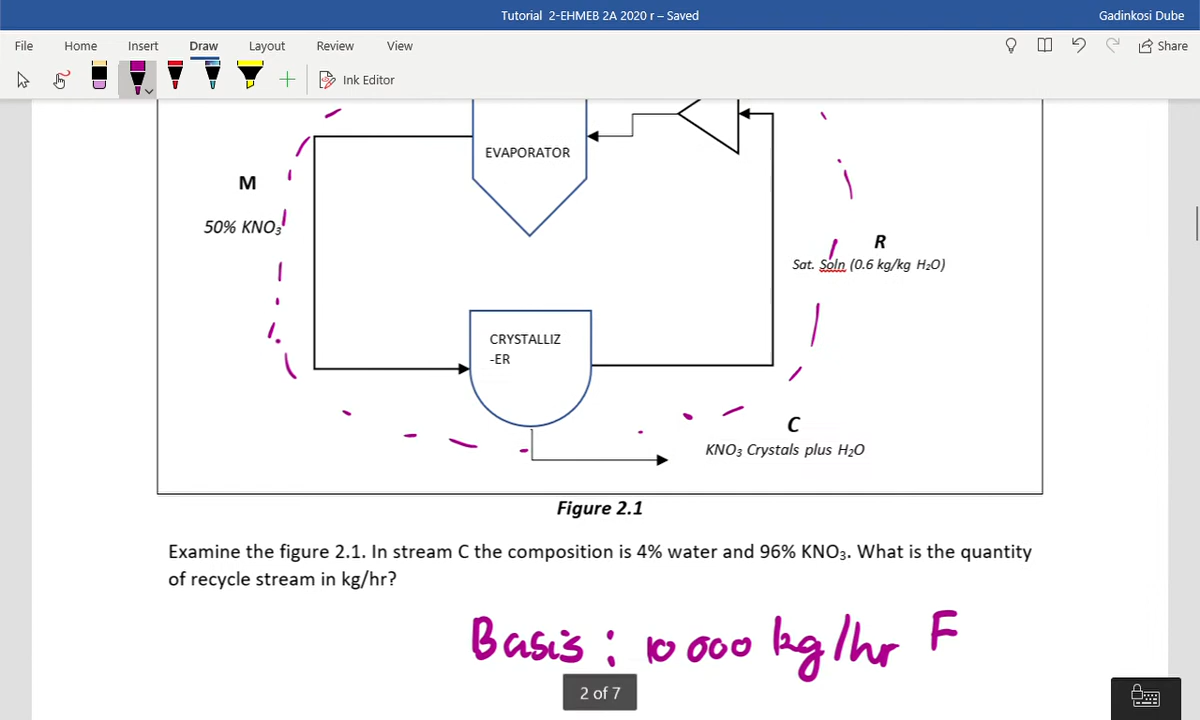 Tutorial 2-EHMEB 2A 2020 r – Saved
Gadinkosi Dube
File Home Insert Draw Layout Review View
Share
Ink Editor
EVAPORATOR
M
50% KNO₃
R
Sat. Soln (0.6 kg/kg H₂O)
CRYSTALLIZ
-ER
C
KNO₃ Crystals plus H₂O
Figure 2.1
Examine the figure 2.1. In stream C the composition is 4% water and 96% KNO₃. What is the quantity
of recycle stream in kg/hr?
Basis : 10 000 kg/hr F
2 of 7